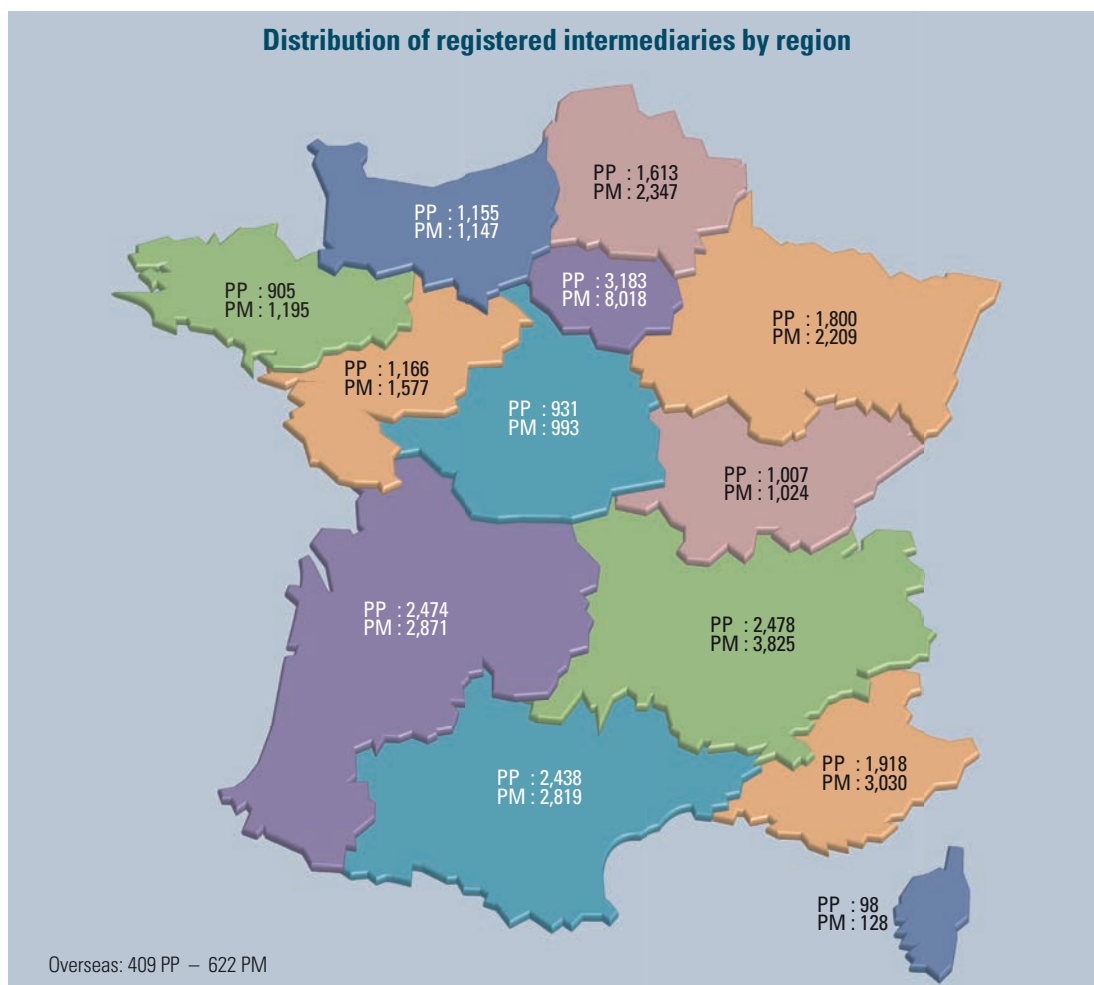 Distribution of registered intermediaries by region
PP : 1,613
PM : 2,347
PP : 1,155
PM : 1,147
PP : 3,183
PM : 8,018
PP : 905
PM : 1,195
PP : 1,800
PM : 2,209
PP : 1,166
PM : 1,577
PP : 931
PM : 993
PP : 1,007
PM : 1,024
PP : 2,474
PM : 2,871
PP : 2,478
PM : 3,825
PP : 2,438
PM : 2,819
PP : 1,918
PM : 3,030
PP : 98
PM : 128
Overseas: 409 PP – 622 PM